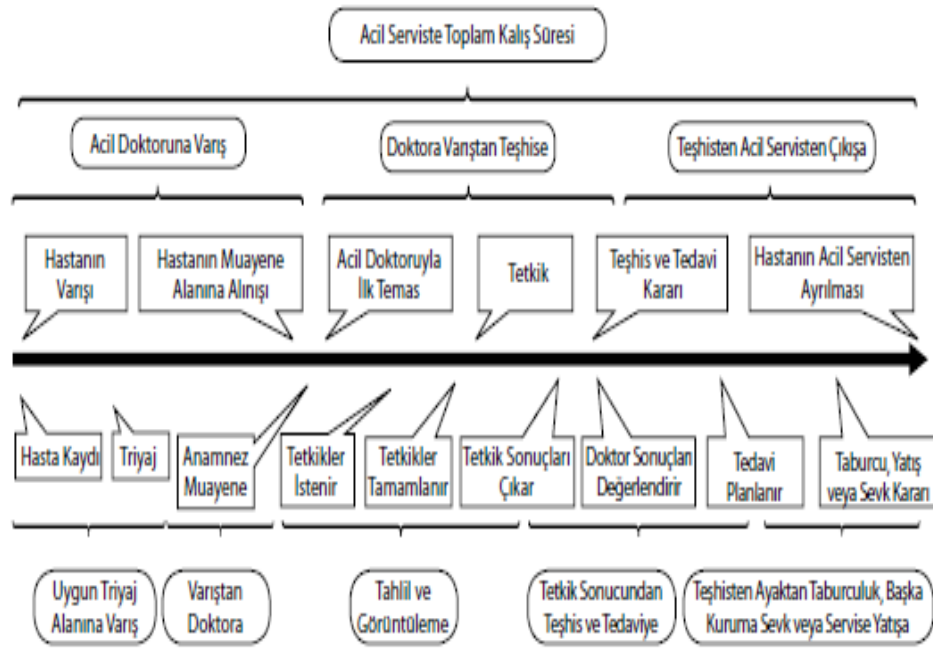 Acil Serviste Toplam Kalış Süresi
Acil Doktoruna Varış
Doktora Varıştan Teşhise
Teşhisten Acil Servisten Çıkışa
Hastanın
Varışı
Hastanın Muayene
Alanına Alınışı
Acil Doktoruyla
İlk Temas
Tetkik
Teşhis ve Tedavi
Kararı
Hastanın Acil Servisten
Ayrılması
Hasta Kaydı
Triyaj
Anamnez
Muayene
Tetkikler
İstenir
Tetkikler
Tamamlanır
Tetkik Sonuçları
Çıkar
Doktor Sonuçları
Değerlendirir
Tedavi
Planlanır
Taburcu, Yatış
veya Sevk Kararı
Uygun Triyaj
Alanına Varış
Varıştan
Doktora
Tahlil ve
Görüntüleme
Tetkik Sonucundan
Teşhis ve Tedaviye
Teşhisten Ayaktan Taburculuk, Başka
Kuruma Sevk veya Servise Yatışa